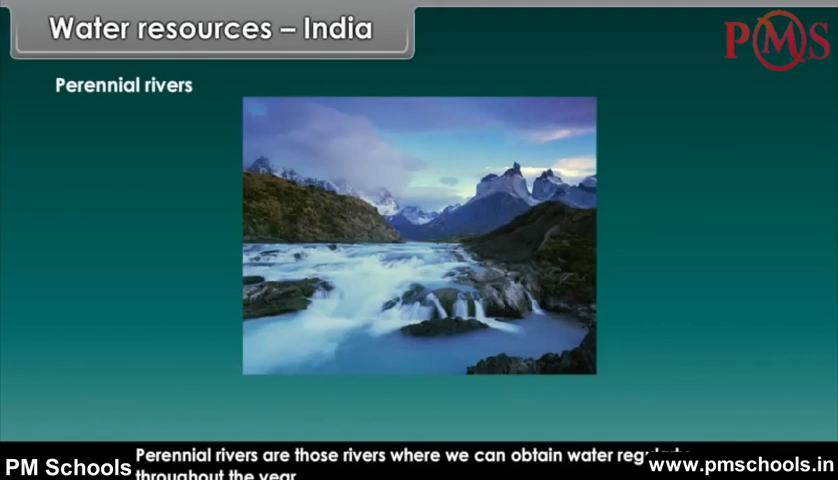 Water resources – India
PMS
Perennial rivers
Perennial rivers are those rivers where we can obtain water regularly
throughout the year
PM Schools
www.pmschools.in